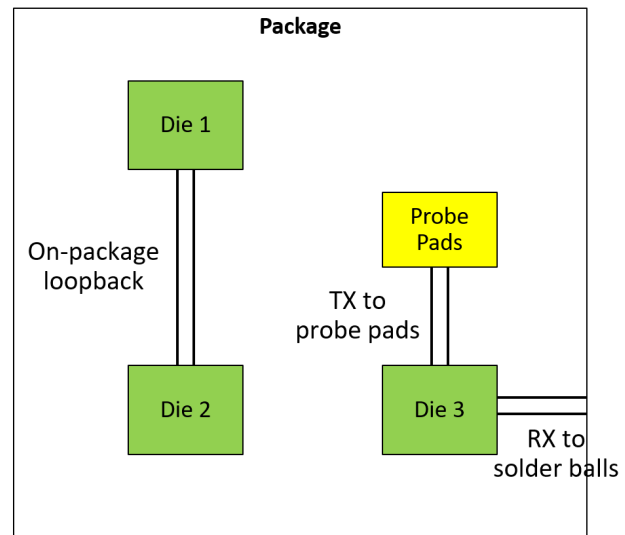 Package
Die 1
On-package
loopback
Die 2
Probe
Pads
TX to
probe pads
Die 3
RX to
solder balls